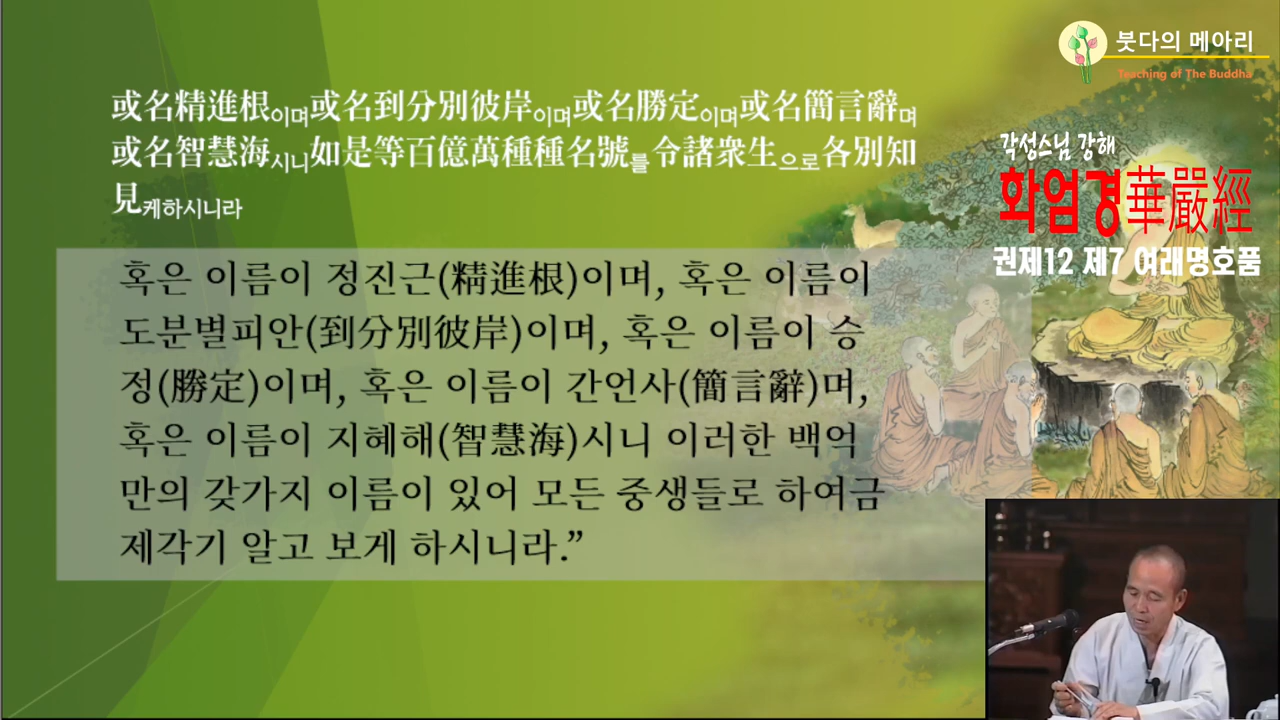 붓다의 메아리
Teaching of The Buddha
각성스님 강해
화엄경華嚴經
권제12 제7 여래명호품
或名精進根이며或名到分別彼岸이며或名勝定이며或名簡言辭며
或名智慧海시니如是等百億萬種種名號를令諸衆生으로各別知
見케하시니라
혹은 이름이 정진근(精進根)이며, 혹은 이름이
도분별피안(到分別彼岸)이며, 혹은 이름이 승
정(勝定)이며, 혹은 이름이 간언사(簡言辭)며,
혹은 이름이 지혜해(智慧海)시니 이러한 백억
만의 갖가지 이름이 있어 모든 중생들로 하여금
제각기 알고 보게 하시니라.”